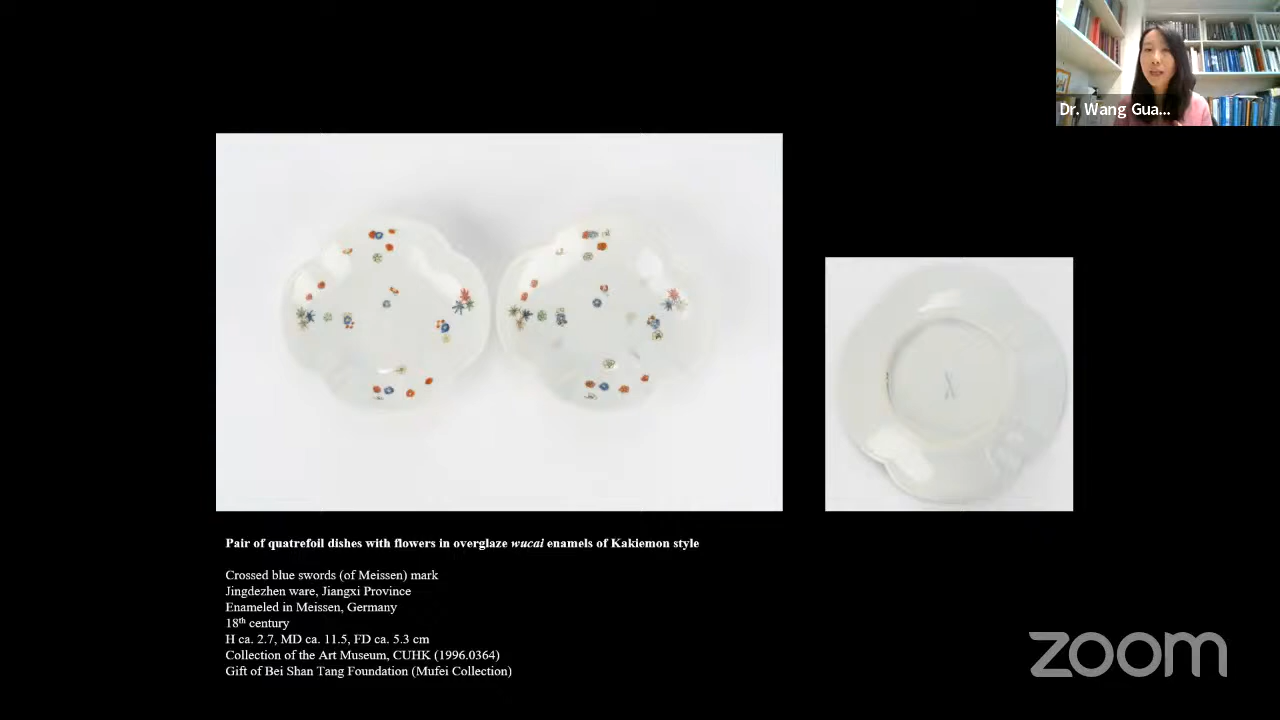 Dr. Wang Gua...
Pair of quatrefoil dishes with flowers in overglaze wucai enamels of Kakiemon style
Crossed blue swords (of Meissen) mark
Jingdezhen ware, Jiangxi Province
Enameled in Meissen, Germany
18th century
H ca. 2.7, MD ca. 11.5, FD ca. 5.3 cm
Collection of the Art Museum, CUHK (1996.0364)
Gift of Bei Shan Tang Foundation (Mufei Collection)
zoom